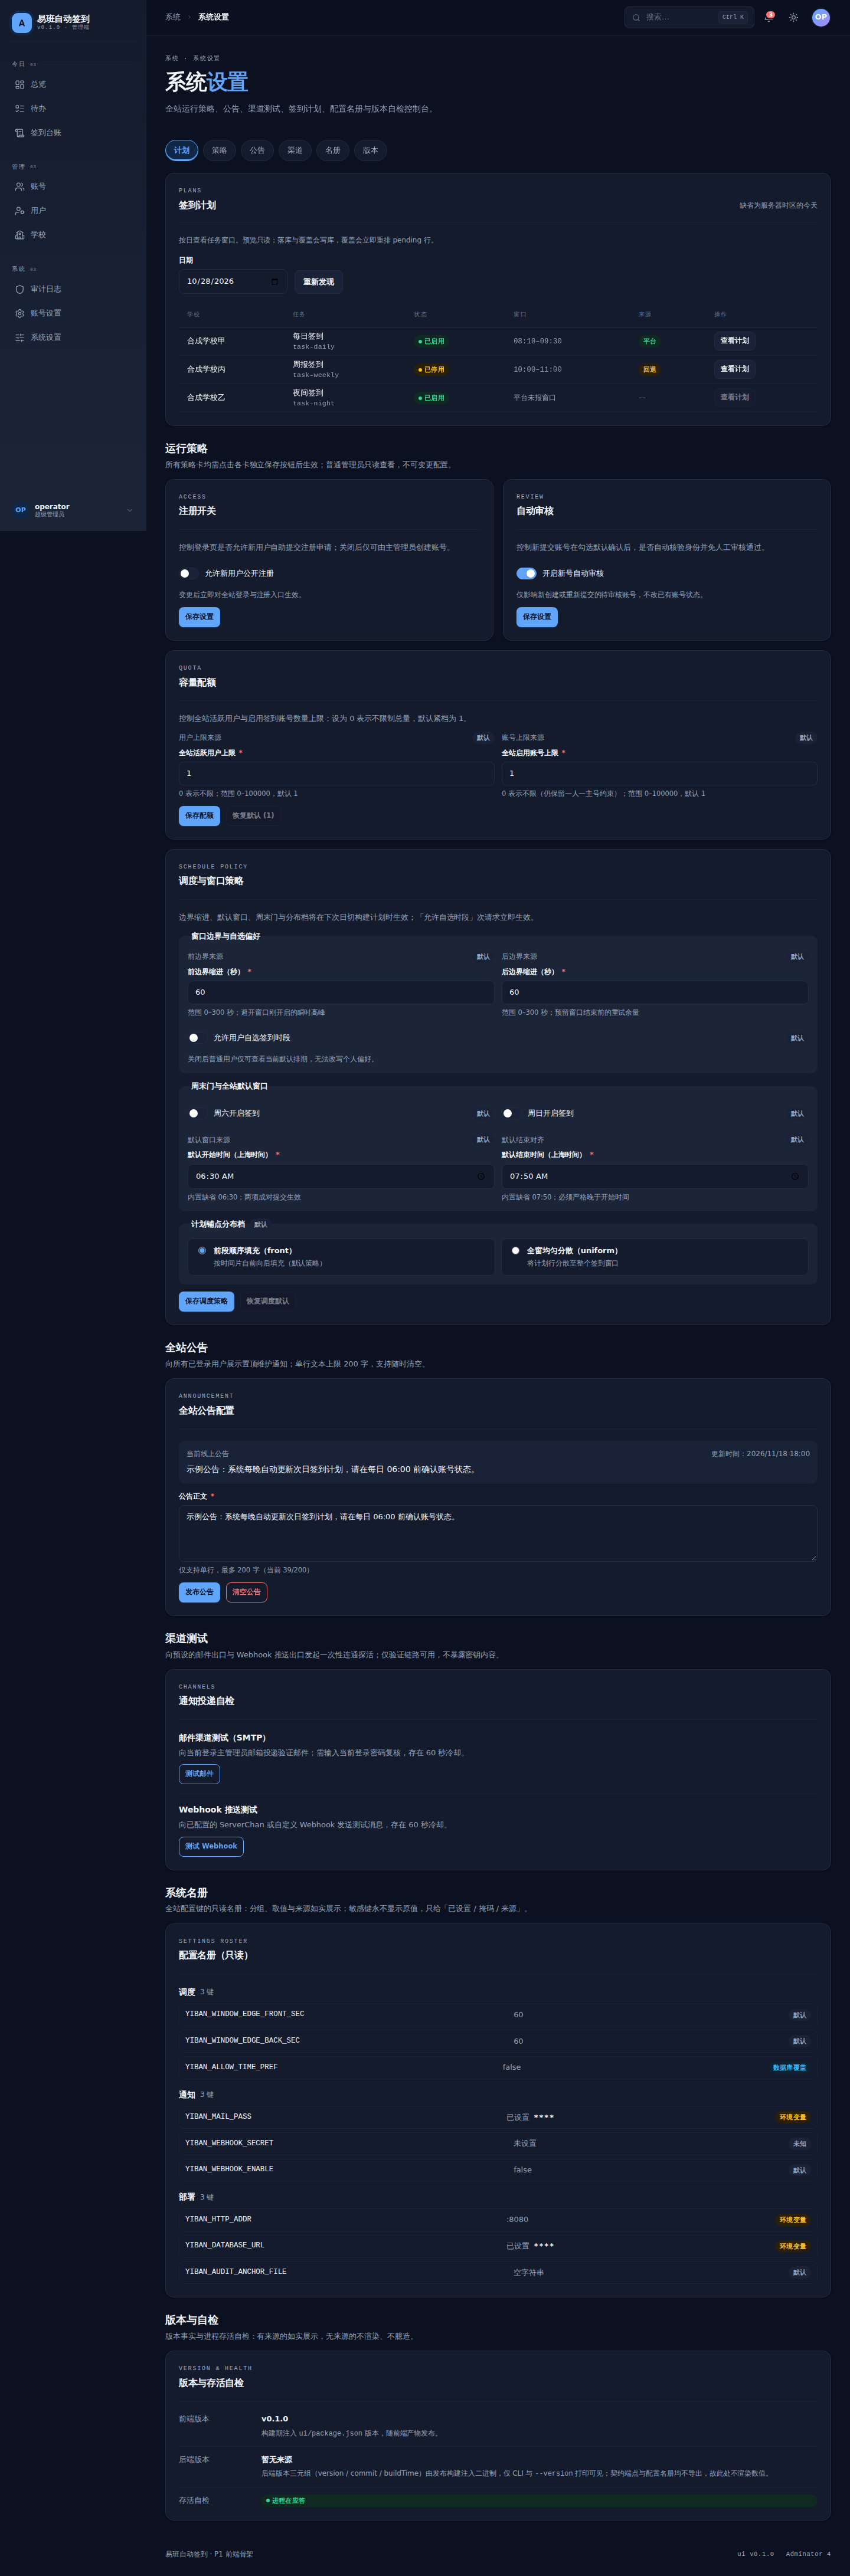 A 易班自动签到
v0.1.0 · 管理端
今日 03
总览
待办
签到台账
管理 03
账号
用户
学校
系统 03
审计日志
账号设置
系统设置
OP operator
超级管理员
系统 › 系统设置
搜索... Ctrl K
OP
系统 · 系统设置
系统设置
全站运行策略、公告、渠道测试、签到计划、配置名册与版本自检控制台。
计划 策略 公告 渠道 名册 版本
PLANS
签到计划 缺省为服务器时区的今天
按日查看任务窗口。预览只读；落库与覆盖会写库，覆盖会立即重排 pending 行。
日期
10/28/2026 重新发现
学校 任务 状态 窗口 来源 操作
合成学校甲 每日签到 已启用 08:10–09:30 平台 查看计划
task-daily
合成学校丙 周报签到 已停用 10:00–11:00 回退 查看计划
task-weekly
合成学校乙 夜间签到 已启用 平台未报窗口 — 查看计划
task-night
运行策略
所有策略卡均需点击各卡独立保存按钮后生效；普通管理员只读查看，不可变更配置。
ACCESS
注册开关
控制登录页是否允许新用户自助提交注册申请；关闭后仅可由主管理员创建账号。
允许新用户公开注册
变更后立即对全站登录与注册入口生效。
保存设置
REVIEW
自动审核
控制新提交账号在勾选默认确认后，是否自动核验身份并免人工审核通过。
开启新号自动审核
仅影响新创建或重新提交的待审核账号，不改已有账号状态。
保存设置
QUOTA
容量配额
控制全站活跃用户与启用签到账号数量上限；设为 0 表示不限制总量，默认紧档为 1。
用户上限来源 默认 账号上限来源 默认
全站活跃用户上限 * 全站启用账号上限 *
1 1
0 表示不限；范围 0–100000，默认 1 0 表示不限（仍保留一人一主号约束）；范围 0–100000，默认 1
保存配额 恢复默认 (1)
SCHEDULE POLICY
调度与窗口策略
边界缩进、默认窗口、周末门与分布档将在下次日切构建计划时生效；「允许自选时段」次请求立即生效。
窗口边界与自选偏好
前边界来源 默认 后边界来源 默认
前边界缩进（秒） * 后边界缩进（秒） *
60 60
范围 0–300 秒；避开窗口刚开启的瞬时高峰 范围 0–300 秒；预留窗口结束前的重试余量
允许用户自选签到时段 默认
关闭后普通用户仅可查看当前默认排期，无法改写个人偏好。
周末门与全站默认窗口
周六开启签到 默认 周日开启签到 默认
默认窗口来源 默认 默认结束对齐 默认
默认开始时间（上海时间） * 默认结束时间（上海时间） *
06:30 AM 07:50 AM
内置缺省 06:30；两项成对提交生效 内置缺省 07:50；必须严格晚于开始时间
计划铺点分布档 默认
前段顺序填充（front） 全窗均匀分散（uniform）
按时间片自前向后填充（默认策略） 将计划行分散至整个签到窗口
保存调度策略 恢复调度默认
全站公告
向所有已登录用户展示置顶维护通知；单行文本上限 200 字，支持随时清空。
ANNOUNCEMENT
全站公告配置
当前线上公告 更新时间：2026/11/18 18:00
示例公告：系统每晚自动更新次日签到计划，请在每日 06:00 前确认账号状态。
公告正文 *
示例公告：系统每晚自动更新次日签到计划，请在每日 06:00 前确认账号状态。
仅支持单行，最多 200 字（当前 39/200）
发布公告 清空公告
渠道测试
向预设的邮件出口与 Webhook 推送出口发起一次性连通探活；仅验证链路可用，不暴露密钥内容。
CHANNELS
通知投递自检
邮件渠道测试（SMTP）
向当前登录主管理员邮箱投递验证邮件；需输入当前登录密码复核，存在 60 秒冷却。
测试邮件
Webhook 推送测试
向已配置的 ServerChan 或自定义 Webhook 发送测试消息，存在 60 秒冷却。
测试 Webhook
系统名册
全站配置键的只读名册：分组、取值与来源如实展示；敏感键永不显示原值，只给「已设置 / 掩码 / 来源」。
SETTINGS ROSTER
配置名册（只读）
调度 3 键
YIBAN_WINDOW_EDGE_FRONT_SEC 60 默认
YIBAN_WINDOW_EDGE_BACK_SEC 60 默认
YIBAN_ALLOW_TIME_PREF false 数据库覆盖
通知 3 键
YIBAN_MAIL_PASS 已设置 **** 环境变量
YIBAN_WEBHOOK_SECRET 未设置 未知
YIBAN_WEBHOOK_ENABLE false 默认
部署 3 键
YIBAN_HTTP_ADDR :8080 环境变量
YIBAN_DATABASE_URL 已设置 **** 环境变量
YIBAN_AUDIT_ANCHOR_FILE 空字符串 默认
版本与自检
版本事实与进程存活自检：有来源的如实展示，无来源的不渲染、不臆造。
VERSION & HEALTH
版本与存活自检
前端版本 v0.1.0
构建期注入 ui/package.json 版本，随前端产物发布。
后端版本 暂无来源
后端版本三元组（version / commit / buildTime）由发布构建注入二进制，仅 CLI 与 --version 打印可见；契约端点与配置名册均不导出，故此处不渲染数值。
存活自检 进程在应答
易班自动签到 · P1 前端骨架 ui v0.1.0 Adminator 4